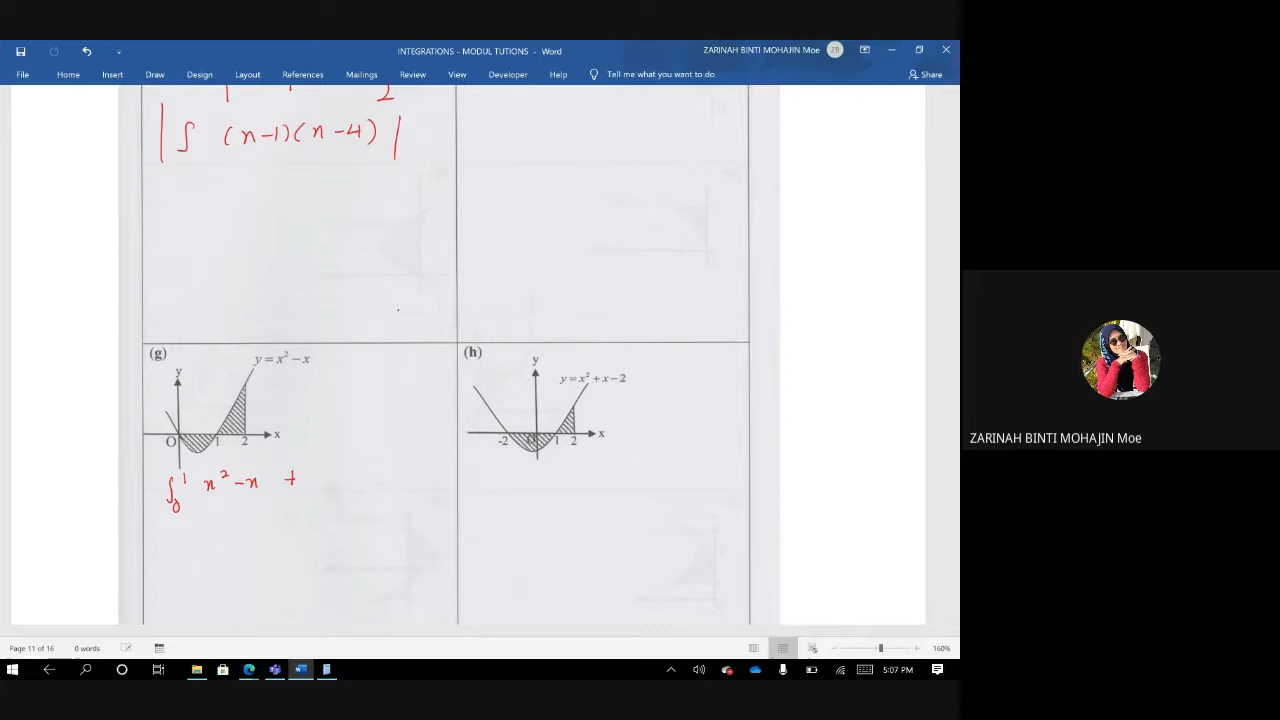 INTEGRATIONS - MODUL TUTIONS - Word
ZARINAH BINTI MOHAJIN Moe
ZR
File Home Insert Draw Design Layout References Mailings Review View Developer Help Tell me what you want to do Share
| ∫ (x-1)(x-4) |
(g)
y = x² - x
y
O 1 2 x
∫₀¹ x² - x +
(h)
y
y = x² + x - 2
-2 1 2 x
ZARINAH BINTI MOHAJIN Moe
Page 11 of 16 0 words
160%
5:07 PM